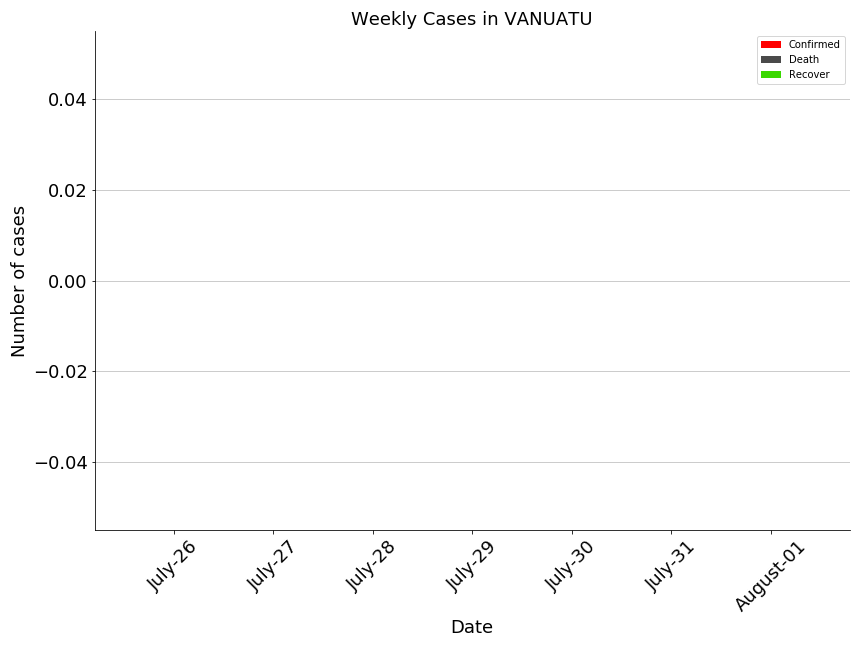 Weekly Cases in VANUATU
Confirmed
Death
Recover
0.04
0.02
0.00
−0.02
−0.04
Number of cases
July-26
July-27
July-28
July-29
July-30
July-31
August-01
Date